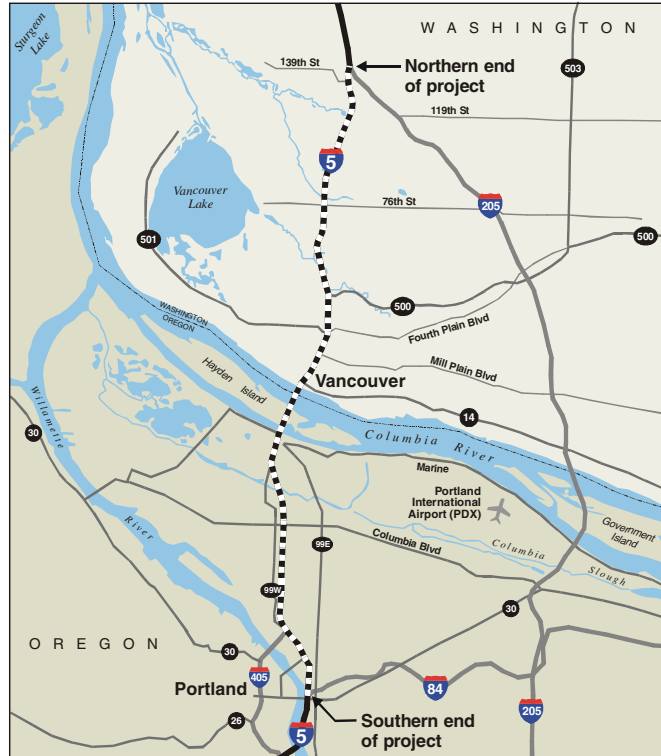 Sturgeon
Lake
WASHINGTON
139th St
Northern end
of project
503
119th St
5
Vancouver
Lake
76th St
205
501
500
500
WASHINGTON
OREGON
Fourth Plain Blvd
Mill Plain Blvd
Hayden
Island
Vancouver
14
Willamette
River
30
Columbia River
Marine
Portland
International
Airport (PDX)
Government
Island
99E
Columbia Blvd
Columbia
Slough
99W
30
OREGON
30
405
Portland
84
205
26
5
Southern end
of project